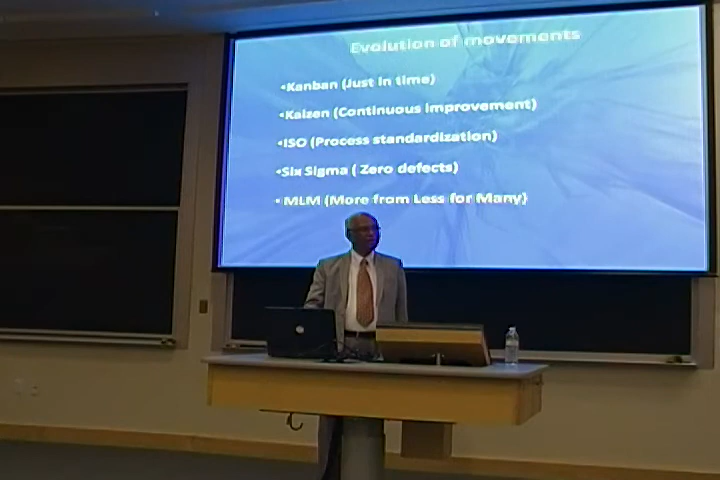 Evolution of movements
•Kanban (Just in time)
•Kaizen (Continuous improvement)
•ISO (Process standardization)
•Six Sigma ( Zero defects)
• MLM (More from Less for Many)